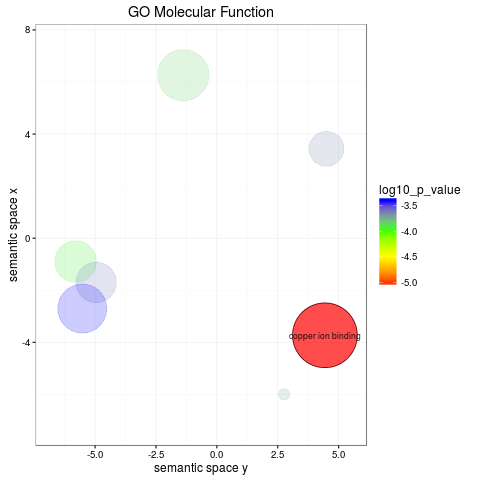 GO Molecular Function
8
4
0
-4
semantic space x
copper ion binding
-5.0
-2.5
0.0
2.5
5.0
semantic space y
log10_p_value
-3.5
-4.0
-4.5
-5.0